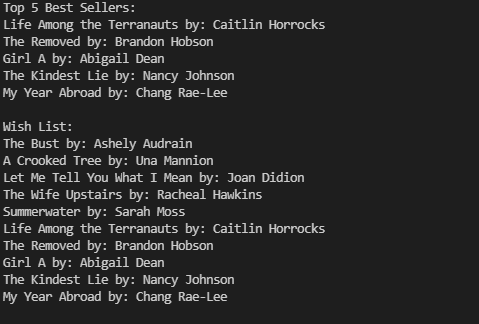 Top 5 Best Sellers:
Life Among the Terranauts by: Caitlin Horrocks
The Removed by: Brandon Hobson
Girl A by: Abigail Dean
The Kindest Lie by: Nancy Johnson
My Year Abroad by: Chang Rae-Lee
Wish List:
The Bust by: Ashely Audrain
A Crooked Tree by: Una Mannion
Let Me Tell You What I Mean by: Joan Didion
The Wife Upstairs by: Racheal Hawkins
Summerwater by: Sarah Moss
Life Among the Terranauts by: Caitlin Horrocks
The Removed by: Brandon Hobson
Girl A by: Abigail Dean
The Kindest Lie by: Nancy Johnson
My Year Abroad by: Chang Rae-Lee